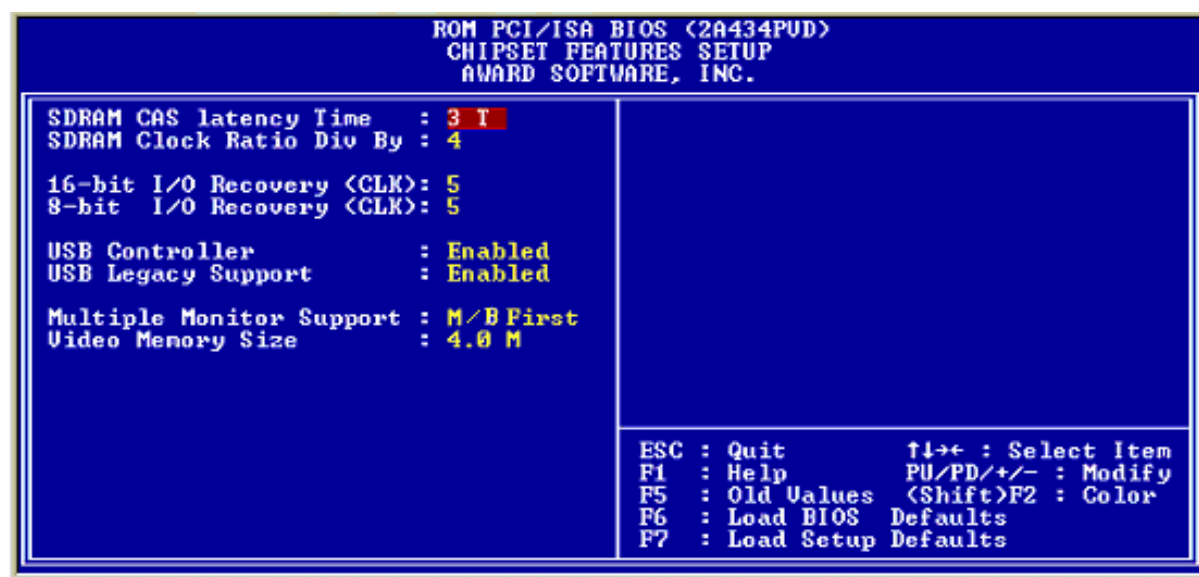 ROM PCI/ISA BIOS (2A434PVD)
CHIPSET FEATURES SETUP
AWARD SOFTWARE, INC.
SDRAM CAS latency Time : 3 T
SDRAM Clock Ratio Div By : 4
16-bit I/O Recovery (CLK): 5
8-bit I/O Recovery (CLK): 5
USB Controller : Enabled
USB Legacy Support : Enabled
Multiple Monitor Support : M/B First
Video Memory Size : 4.0 M
ESC : Quit ↑↓→← : Select Item
F1 : Help PU/PD/+/- : Modify
F5 : Old Values (Shift)F2 : Color
F6 : Load BIOS Defaults
F7 : Load Setup Defaults